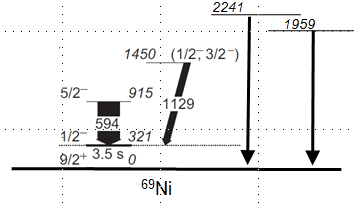 2241
1959
1450 (1/2⁻, 3/2⁻)
5/2⁻ 915
1129
594
1/2⁻ 321
3.5 s
9/2⁺ 0
⁶⁹Ni